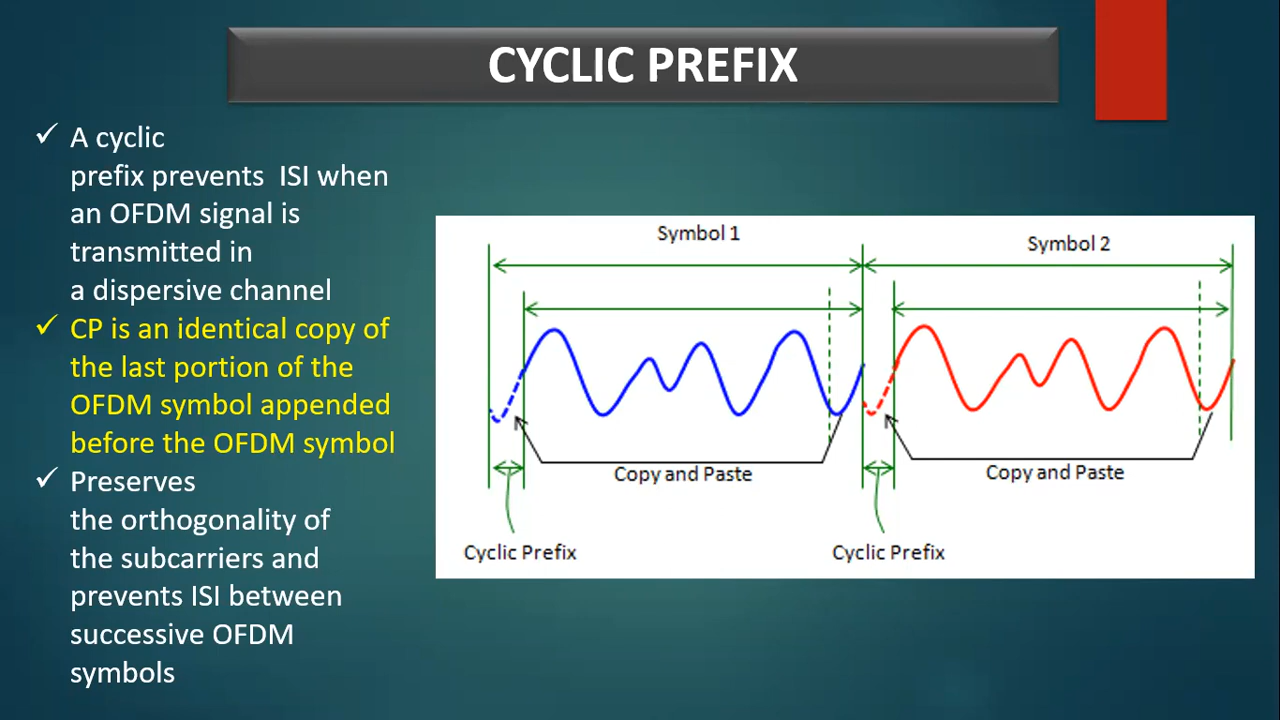 CYCLIC PREFIX
✓ A cyclic
prefix prevents  ISI when
an OFDM signal is
transmitted in
a dispersive channel
✓ CP is an identical copy of
the last portion of the
OFDM symbol appended
before the OFDM symbol
✓ Preserves
the orthogonality of
the subcarriers and
prevents ISI between
successive OFDM
symbols
Symbol 1
Symbol 2
Copy and Paste
Copy and Paste
Cyclic Prefix
Cyclic Prefix